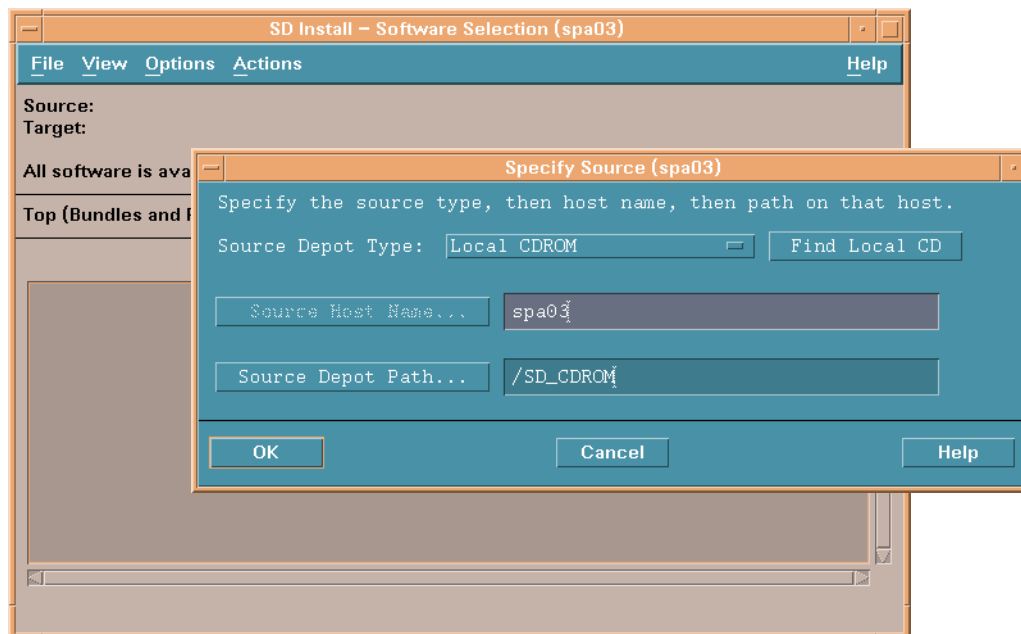 SD Install – Software Selection (spa03)
File View Options Actions Help
Source:
Target:
All software is ava
Top (Bundles and
Specify Source (spa03)
Specify the source type, then host name, then path on that host.
Source Depot Type: Local CDROM Find Local CD
Source Host Name... spa03
Source Depot Path... /SD_CDROM
OK Cancel Help